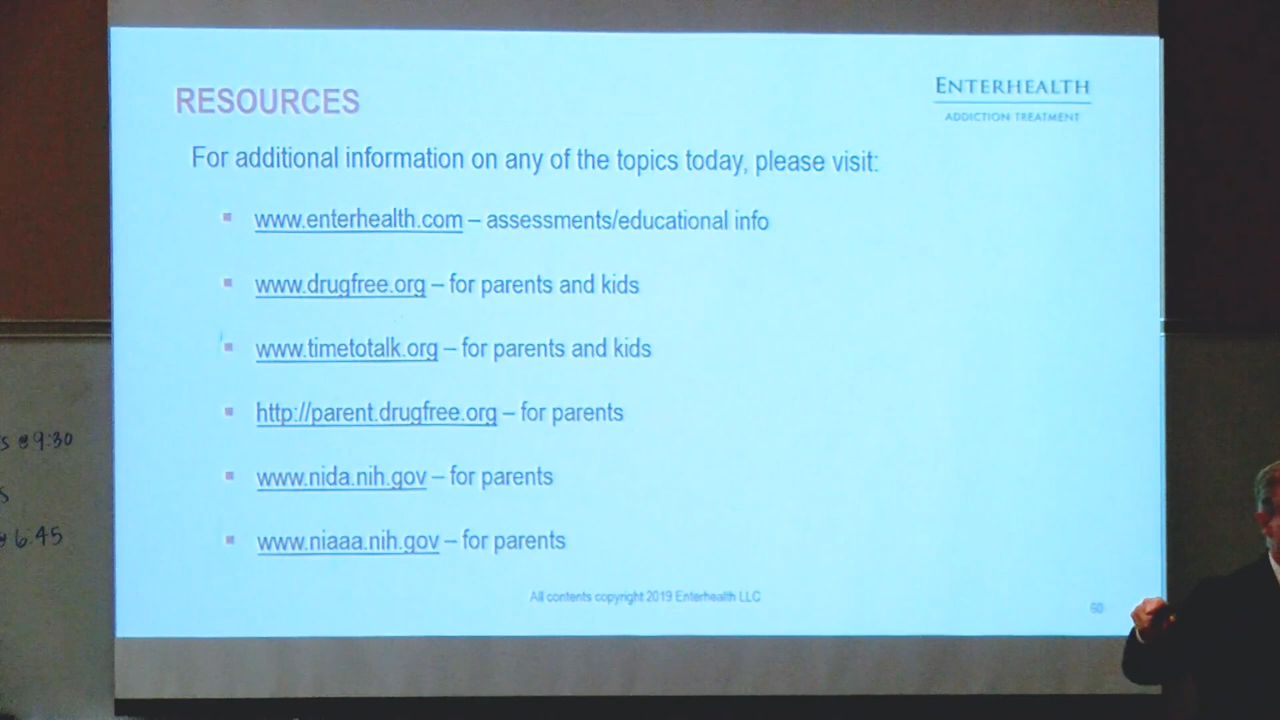 RESOURCES
ENTERHEALTH
ADDICTION TREATMENT
For additional information on any of the topics today, please visit:
www.enterhealth.com – assessments/educational info
www.drugfree.org – for parents and kids
www.timetotalk.org – for parents and kids
http://parent.drugfree.org – for parents
www.nida.nih.gov – for parents
www.niaaa.nih.gov – for parents
All contents copyright 2019 Enterhealth LLC
60
s @ 9:30
s
@ 6:45